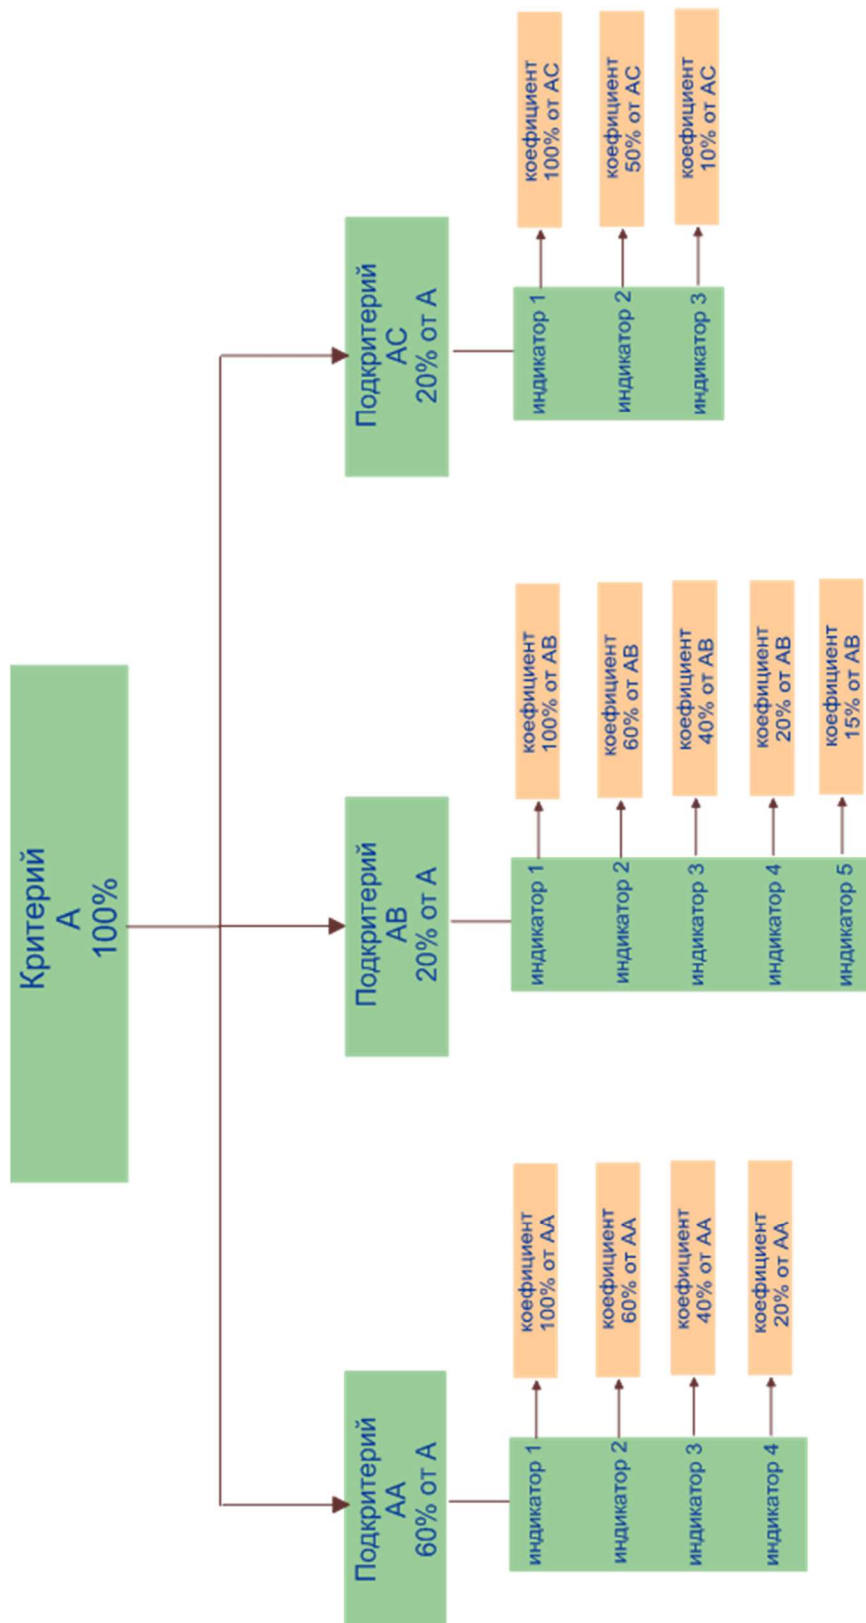 Критерий
А
100%
Подкритерий
АА
60% от А
индикатор 1
коефициент
100% от АА
индикатор 2
коефициент
60% от АА
индикатор 3
коефициент
40% от АА
индикатор 4
коефициент
20% от АА
Подкритерий
АВ
20% от А
индикатор 1
коефициент
100% от АВ
индикатор 2
коефициент
60% от АВ
индикатор 3
коефициент
40% от АВ
индикатор 4
коефициент
20% от АВ
индикатор 5
коефициент
15% от АВ
Подкритерий
АС
20% от А
индикатор 1
коефициент
100% от АС
индикатор 2
коефициент
50% от АС
индикатор 3
коефициент
10% от АС